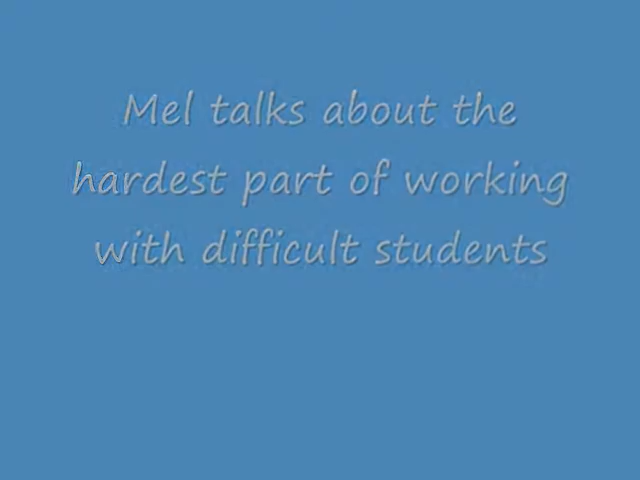 Mel talks about the
hardest part of working
with difficult students